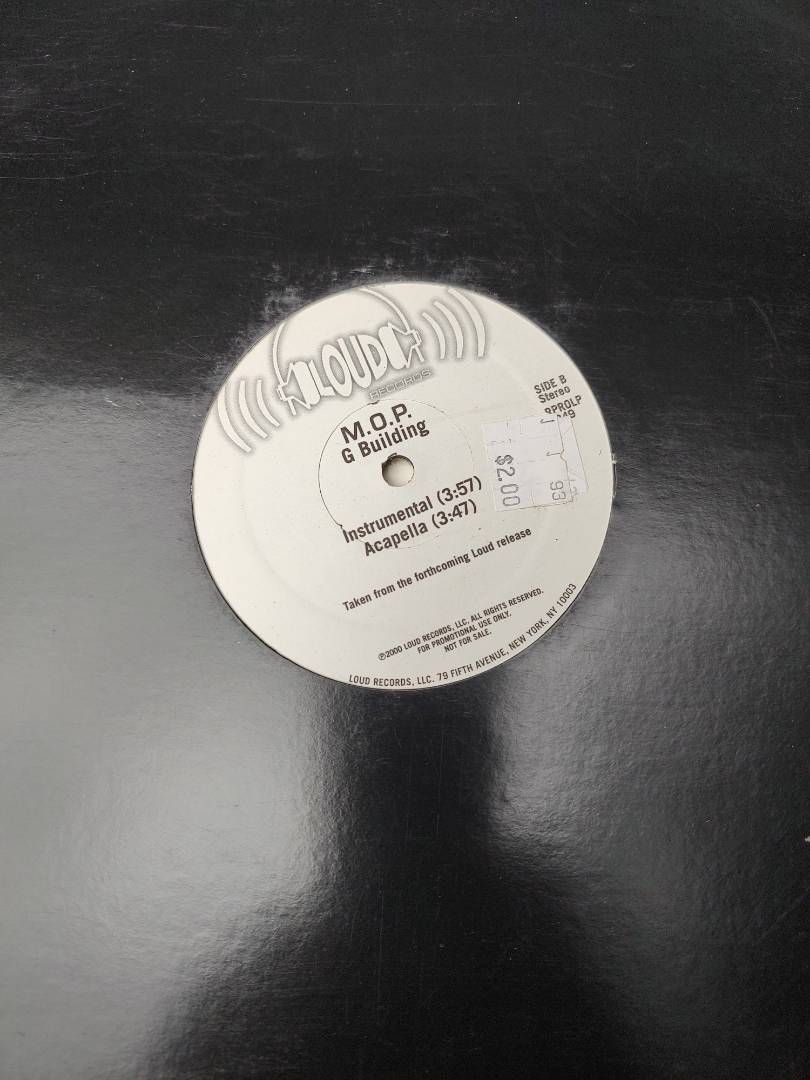 LOUD
RECORDS
SIDE B
Stereo
M.O.P.
G Building
$2.00
93
Instrumental (3:57)
Acapella (3:47)
Taken from the forthcoming Loud release
℗2000 LOUD RECORDS, LLC. ALL RIGHTS RESERVED.
FOR PROMOTIONAL USE ONLY.
NOT FOR SALE.
LOUD RECORDS, LLC. 79 FIFTH AVENUE, NEW YORK, NY 10003